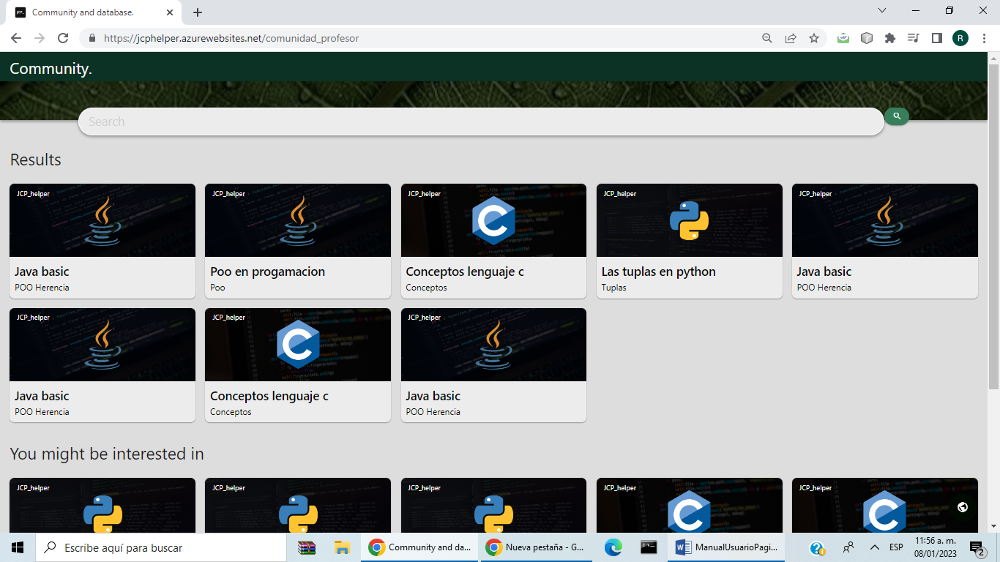 Community and database.
https://jcphelper.azurewebsites.net/comunidad_profesor
R
Community.
Search
Results
JCP_helper
Java basic
POO Herencia
JCP_helper
Poo en progamacion
Poo
JCP_helper
C
Conceptos lenguaje c
Conceptos
JCP_helper
Las tuplas en python
Tuplas
JCP_helper
Java basic
POO Herencia
JCP_helper
Java basic
POO Herencia
JCP_helper
C
Conceptos lenguaje c
Conceptos
JCP_helper
Java basic
POO Herencia
You might be interested in
JCP_helper
JCP_helper
JCP_helper
JCP_helper
C
JCP_helper
C
Escribe aquí para buscar
Community and da...
Nueva pestaña - G...
ManualUsuarioPagi...
ESP
11:56 a. m.
08/01/2023
2